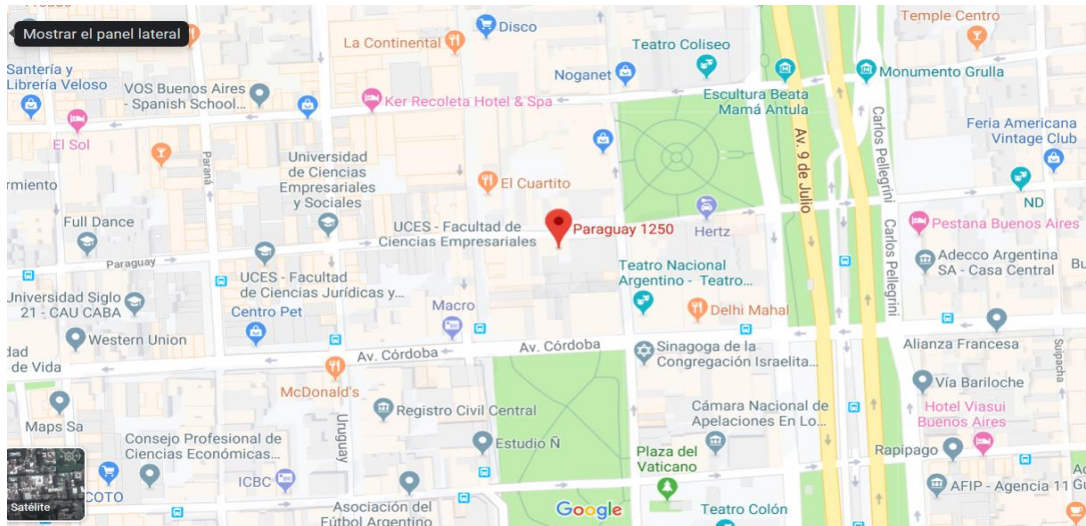 Mostrar el panel lateral
Temple Centro
La Continental
Disco
Teatro Coliseo
Santería y
Librería Veloso
VOS Buenos Aires
- Spanish School...
Noganet
Monumento Grulla
Escultura Beata
Mamá Antula
Ker Recoleta Hotel & Spa
El Sol
Carlos Pellegrini
Feria Americana
Vintage Club
Av. 9 de Julio
Paraná
Universidad
de Ciencias
Empresariales
y Sociales
El Cuartito
rmiento
ND
Full Dance
UCES - Facultad de
Ciencias Empresariales
Paraguay 1250
Hertz
Pestana Buenos Aires
Carlos Pellegrini
Paraguay
UCES - Facultad
de Ciencias Jurídicas y...
Teatro Nacional
Argentino - Teatro...
Adecco Argentina
SA - Casa Central
Bu
Universidad Siglo
21 - CAU CABA
Centro Pet
Macro
Delhi Mahal
Western Union
Av. Córdoba
Av. Córdoba
Sinagoga de la
Congregación Israelita...
Alianza Francesa
Suipacha
dad
de Vida
McDonald's
Vía Bariloche
Maps Sa
Uruguay
Registro Civil Central
Cámara Nacional de
Apelaciones En Lo...
Hotel Viasui
Buenos Aires
Consejo Profesional de
Ciencias Económicas...
Estudio Ñ
Plaza del
Vaticano
Rapipago
COTO
ICBC
AFIP - Agencia 11
Satélite
Asociación del
Fútbol Argentino
Google
Teatro Colón